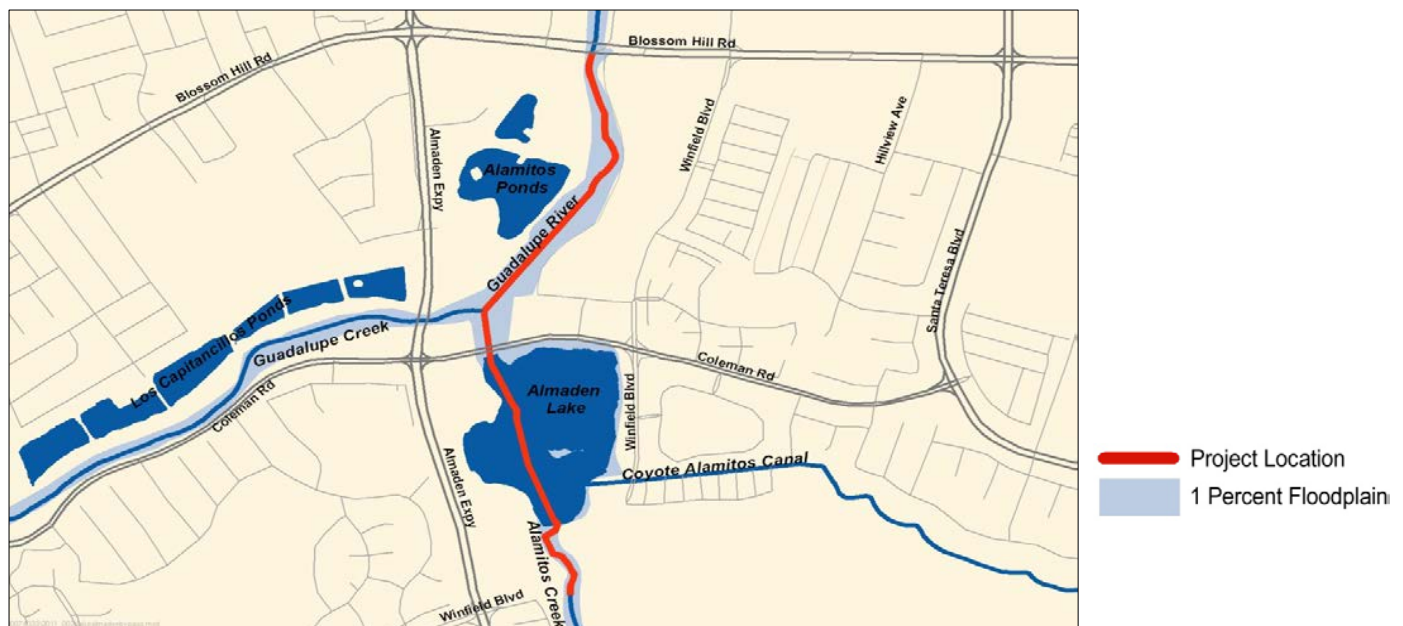 Blossom Hill Rd
Blossom Hill Rd
Almaden Expy
Winfield Blvd
Hillview Ave
Alamitos
Ponds
Guadalupe River
Santa Teresa Blvd
Los Capitancillos Ponds
Guadalupe Creek
Coleman Rd
Coleman Rd
Almaden
Lake
Winfield Blvd
Coyote Alamitos Canal
Almaden Expy
Alamitos Creek
Winfield Blvd
Project Location
1 Percent Floodplain